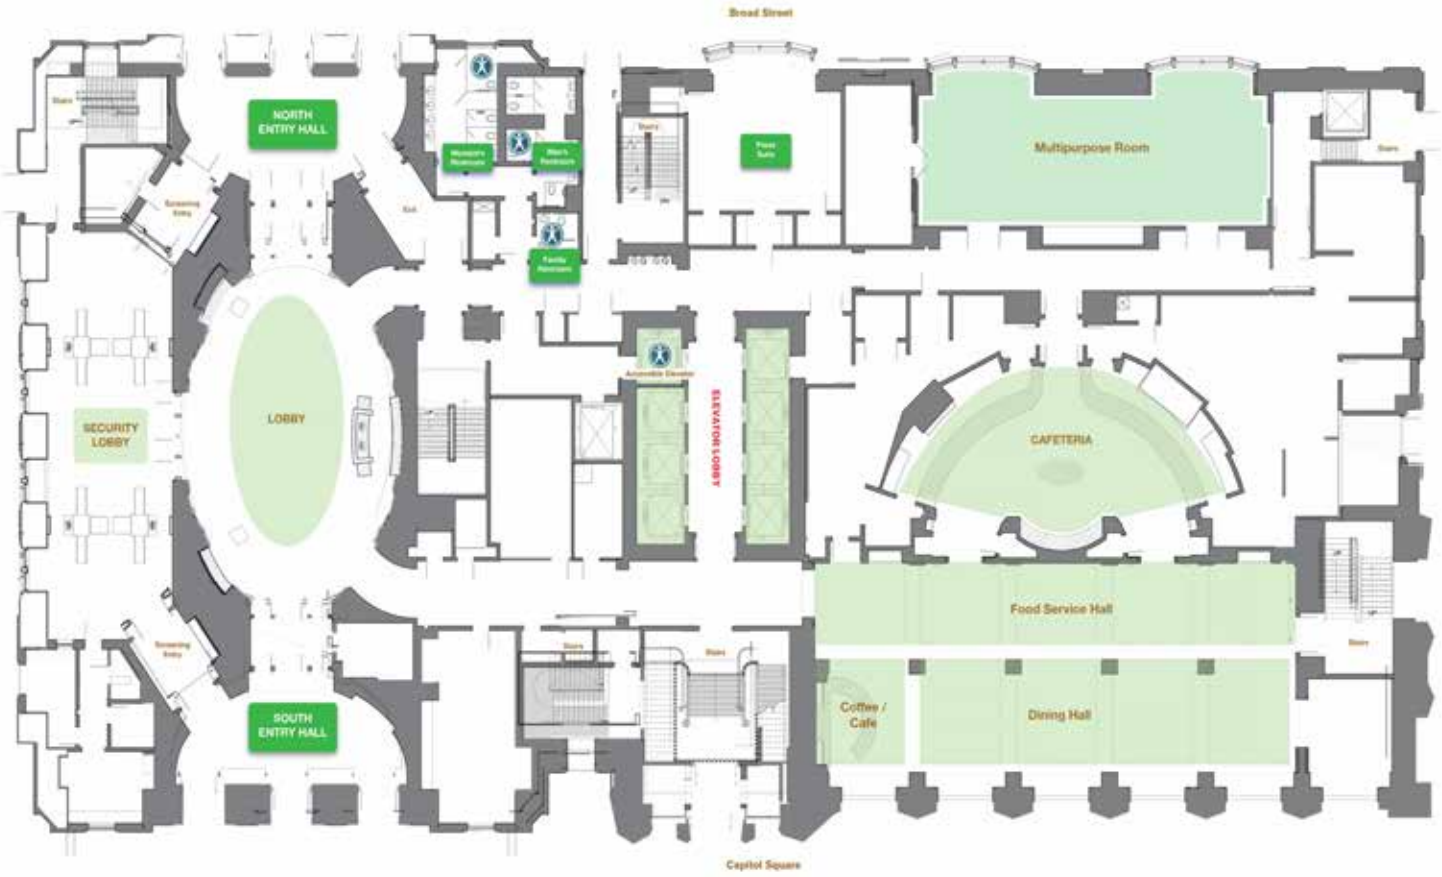 Broad Street
Stairs
NORTH
ENTRY HALL
Women's
Restroom
Men's
Restroom
Stairs
Press
Suite
Multipurpose Room
Stairs
Screening
Entry
Exit
Family
Restroom
Accessible Elevator
ELEVATOR LOBBY
LOBBY
SECURITY
LOBBY
CAFETERIA
Food Service Hall
Screening
Entry
Stairs
Stairs
Stairs
SOUTH
ENTRY HALL
Coffee /
Cafe
Dining Hall
Capitol Square